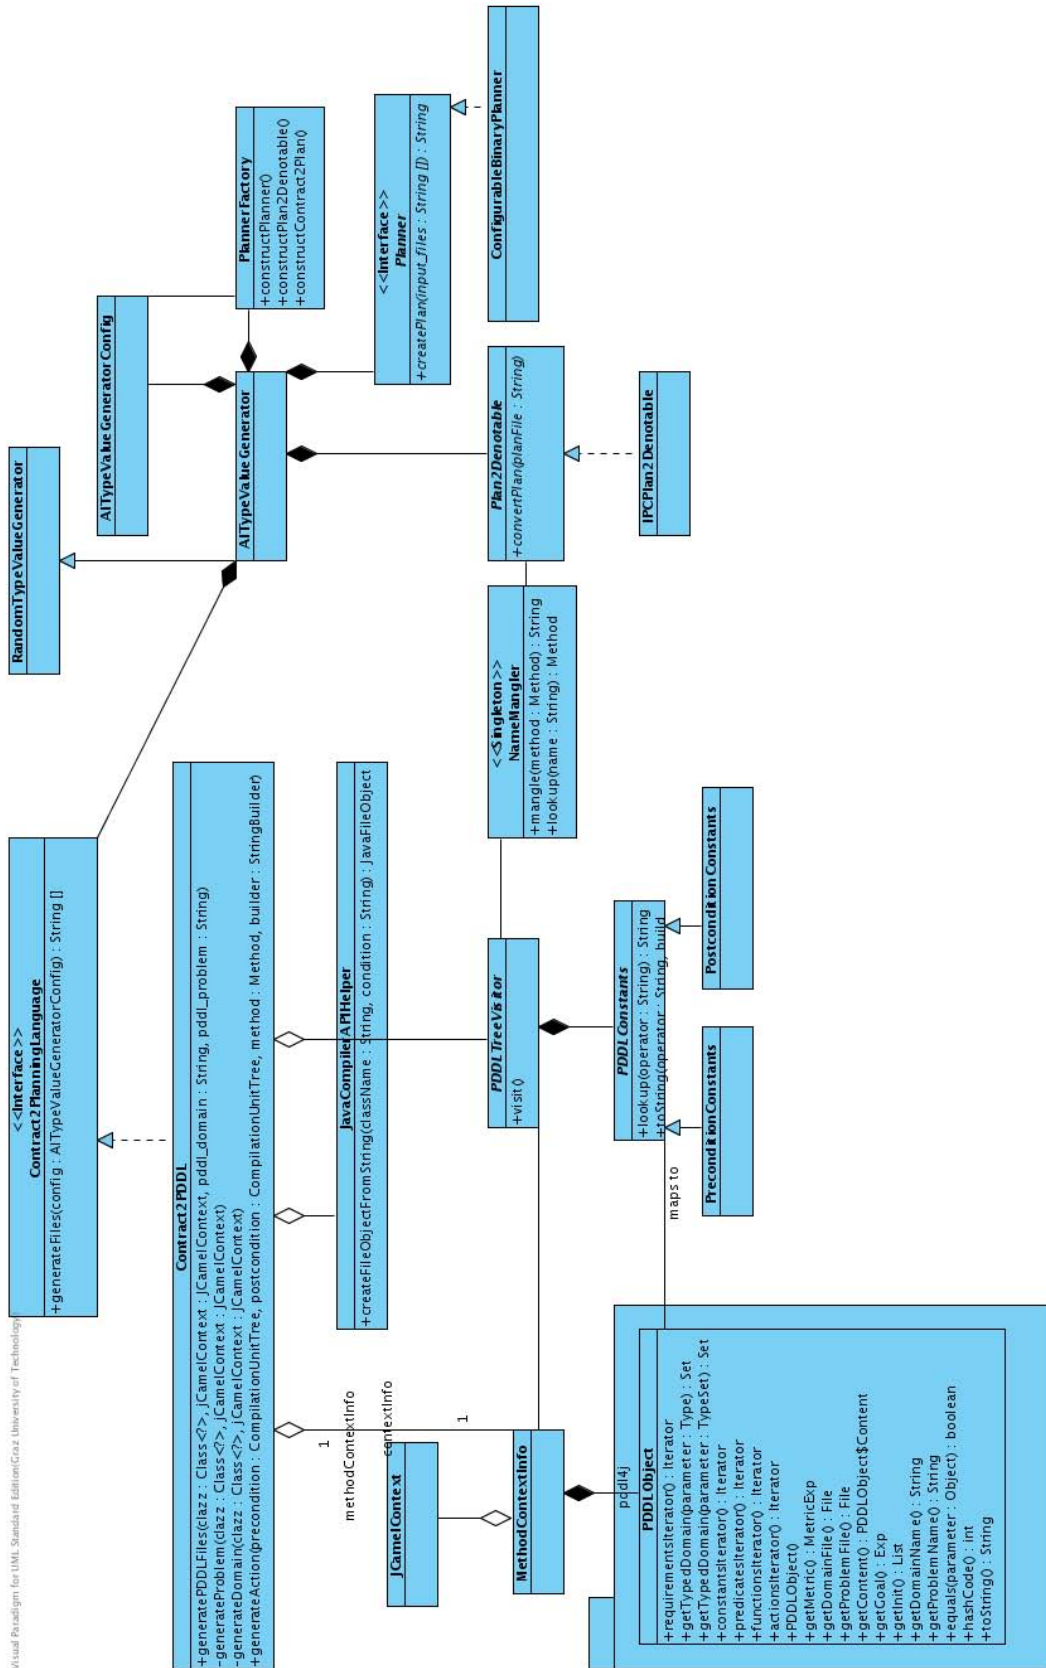 Visual Paradigm for UML Standard Edition(Graz University of Technology)
<<Interface>>
Contract2PlanningLanguage
+generateFiles(config : AITypeValueGeneratorConfig) : String []
RandomTypeValueGenerator
AITypeValueGeneratorConfig
AITypeValueGenerator
PlannerFactory
+constructPlanner()
+constructPlan2Denotable()
+constructContract2Plan()
<<Interface>>
Planner
+createPlan(input_files : String []) : String
ConfigurableBinaryPlanner
Contract2PDDL
+generatePDDLFiles(clazz : Class<?>, jCamelContext : JCamelContext, pddl_domain : String, pddl_problem : String)
-generateProblem(clazz : Class<?>, jCamelContext : JCamelContext)
-generateDomain(clazz : Class<?>, jCamelContext : JCamelContext)
+generateAction(precondition : CompilationUnitTree, postcondition : CompilationUnitTree, method : Method, builder : StringBuilder)
JavaCompilerAPIHelper
+createFileObjectFromString(className : String, condition : String) : JavaFileObject
1
methodContextInfo
contextInfo
1
JCamelContext
MethodContextInfo
PDDLTreeVisitor
+visit()
<<Singleton>>
NameMangler
+mangle(method : Method) : String
+lookup(name : String) : Method
Plan2Denotable
+convertPlan(planFile : String)
IPCPlan2Denotable
PDDLConstants
+lookup(operator : String) : String
+toString(operator : String, build
maps to
PreconditionConstants
PostconditionConstants
pddl4j
PDDLObject
+requirementsIterator() : Iterator
+getTypedDomain(parameter : Type) : Set
+getTypedDomain(parameter : TypeSet) : Set
+constantsIterator() : Iterator
+predicatesIterator() : Iterator
+functionsIterator() : Iterator
+actionsIterator() : Iterator
+PDDLObject()
+getMetric() : MetricExp
+getDomainFile() : File
+getProblemFile() : File
+getContent() : PDDLObject$Content
+getGoal() : Exp
+getInit() : List
+getDomainName() : String
+getProblemName() : String
+equals(parameter : Object) : boolean
+hashCode() : int
+toString() : String